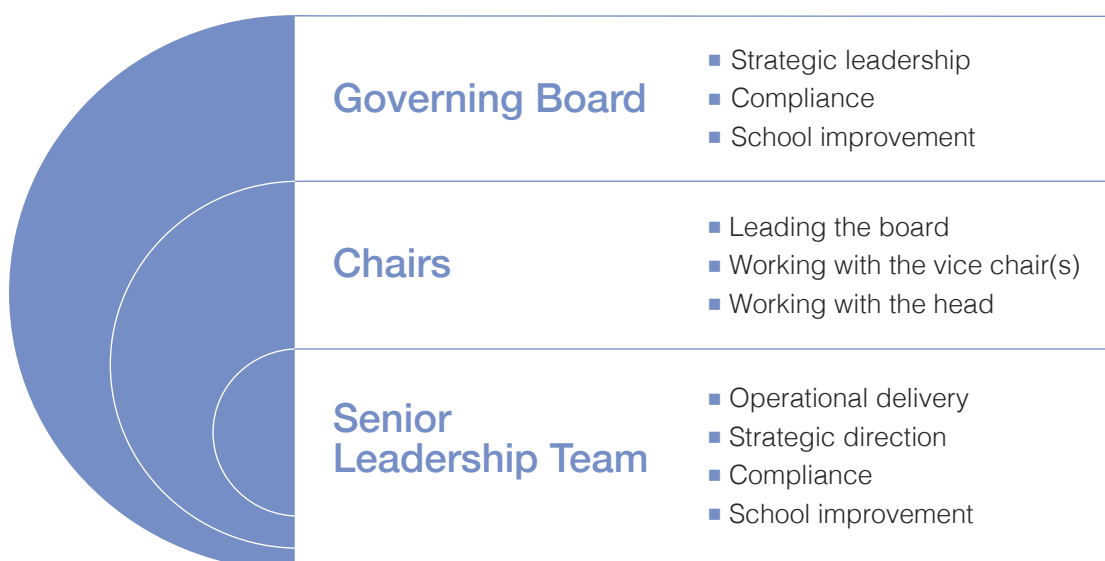 Governing Board
Strategic leadership
Compliance
School improvement
Chairs
Leading the board
Working with the vice chair(s)
Working with the head
Senior
Leadership Team
Operational delivery
Strategic direction
Compliance
School improvement